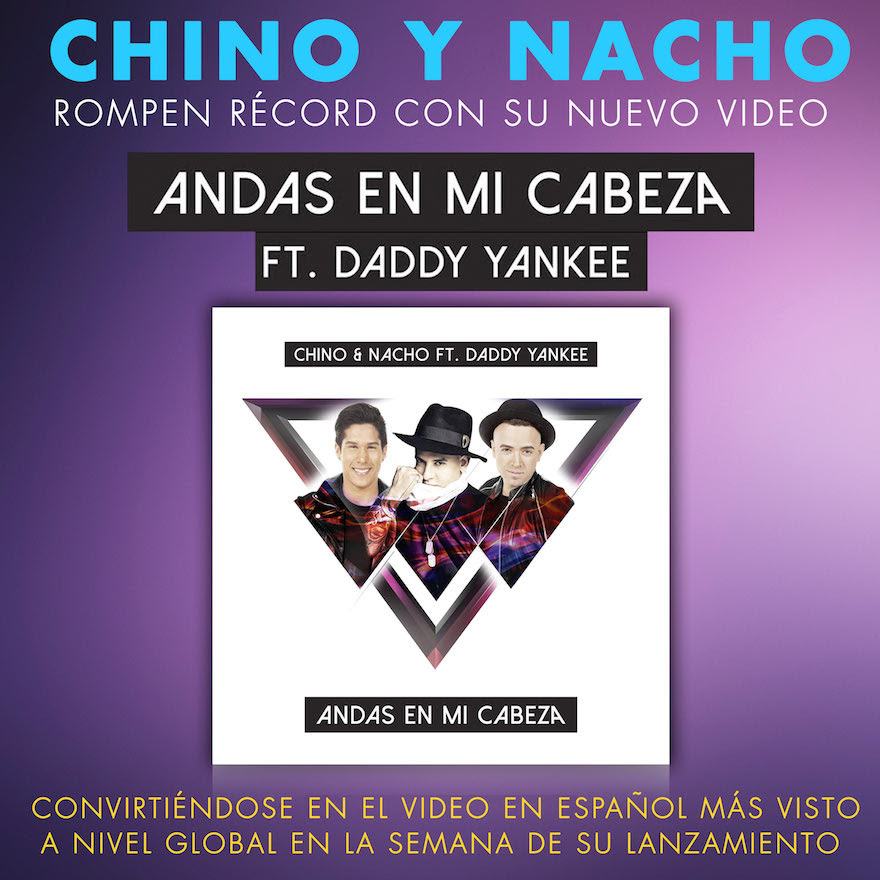 CHINO Y NACHO
ROMPEN RÉCORD CON SU NUEVO VIDEO
ANDAS EN MI CABEZA
FT. DADDY YANKEE
CHINO & NACHO FT. DADDY YANKEE
ANDAS EN MI CABEZA
CONVIRTIÉNDOSE EN EL VIDEO EN ESPAÑOL MÁS VISTO
A NIVEL GLOBAL EN LA SEMANA DE SU LANZAMIENTO